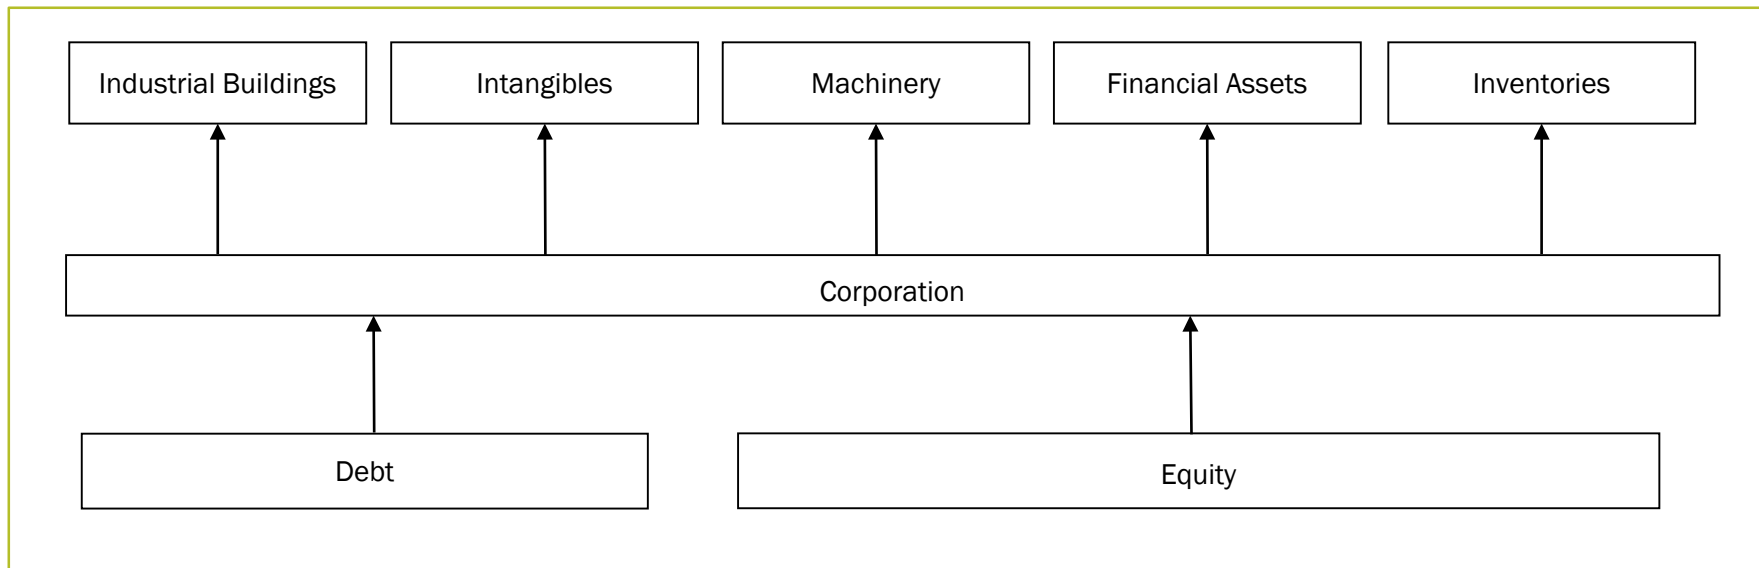 Industrial Buildings
Intangibles
Machinery
Financial Assets
Inventories
Corporation
Debt
Equity